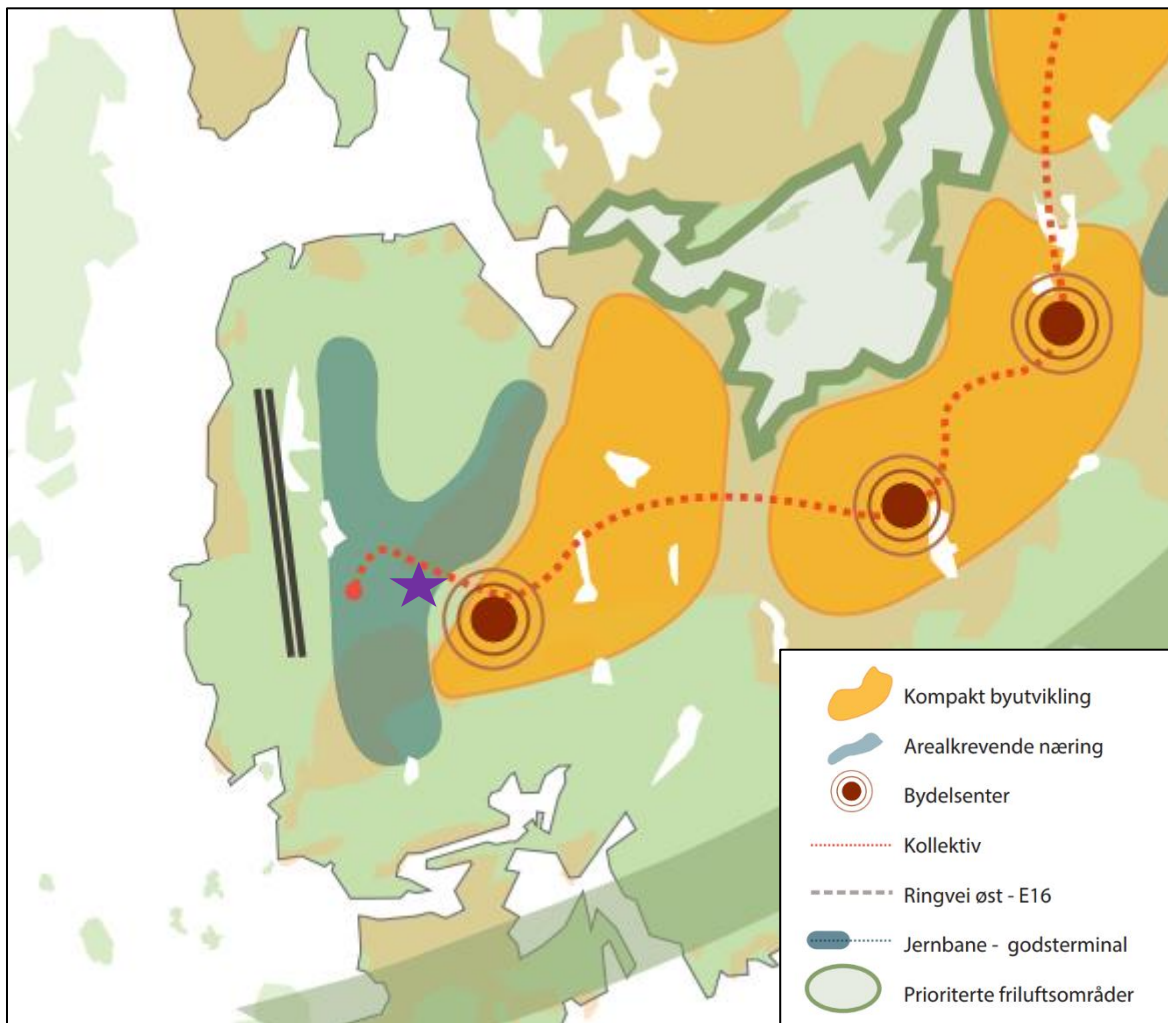 Kompakt byutvikling
Arealkrevende næring
Bydelsenter
Kollektiv
Ringvei øst - E16
Jernbane - godsterminal
Prioriterte friluftsområder